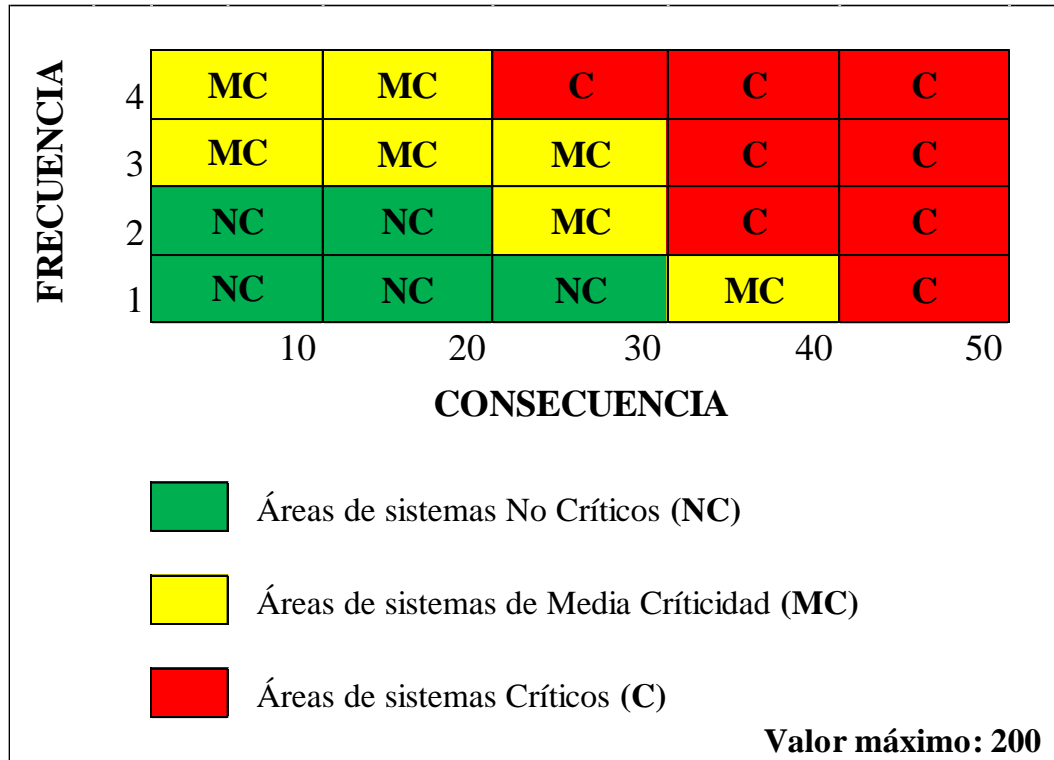 FRECUENCIA
4 MC MC C C C
3 MC MC MC C C
2 NC NC MC C C
1 NC NC NC MC C
10 20 30 40 50
CONSECUENCIA
Áreas de sistemas No Críticos (NC)
Áreas de sistemas de Media Críticidad (MC)
Áreas de sistemas Críticos (C)
Valor máximo: 200